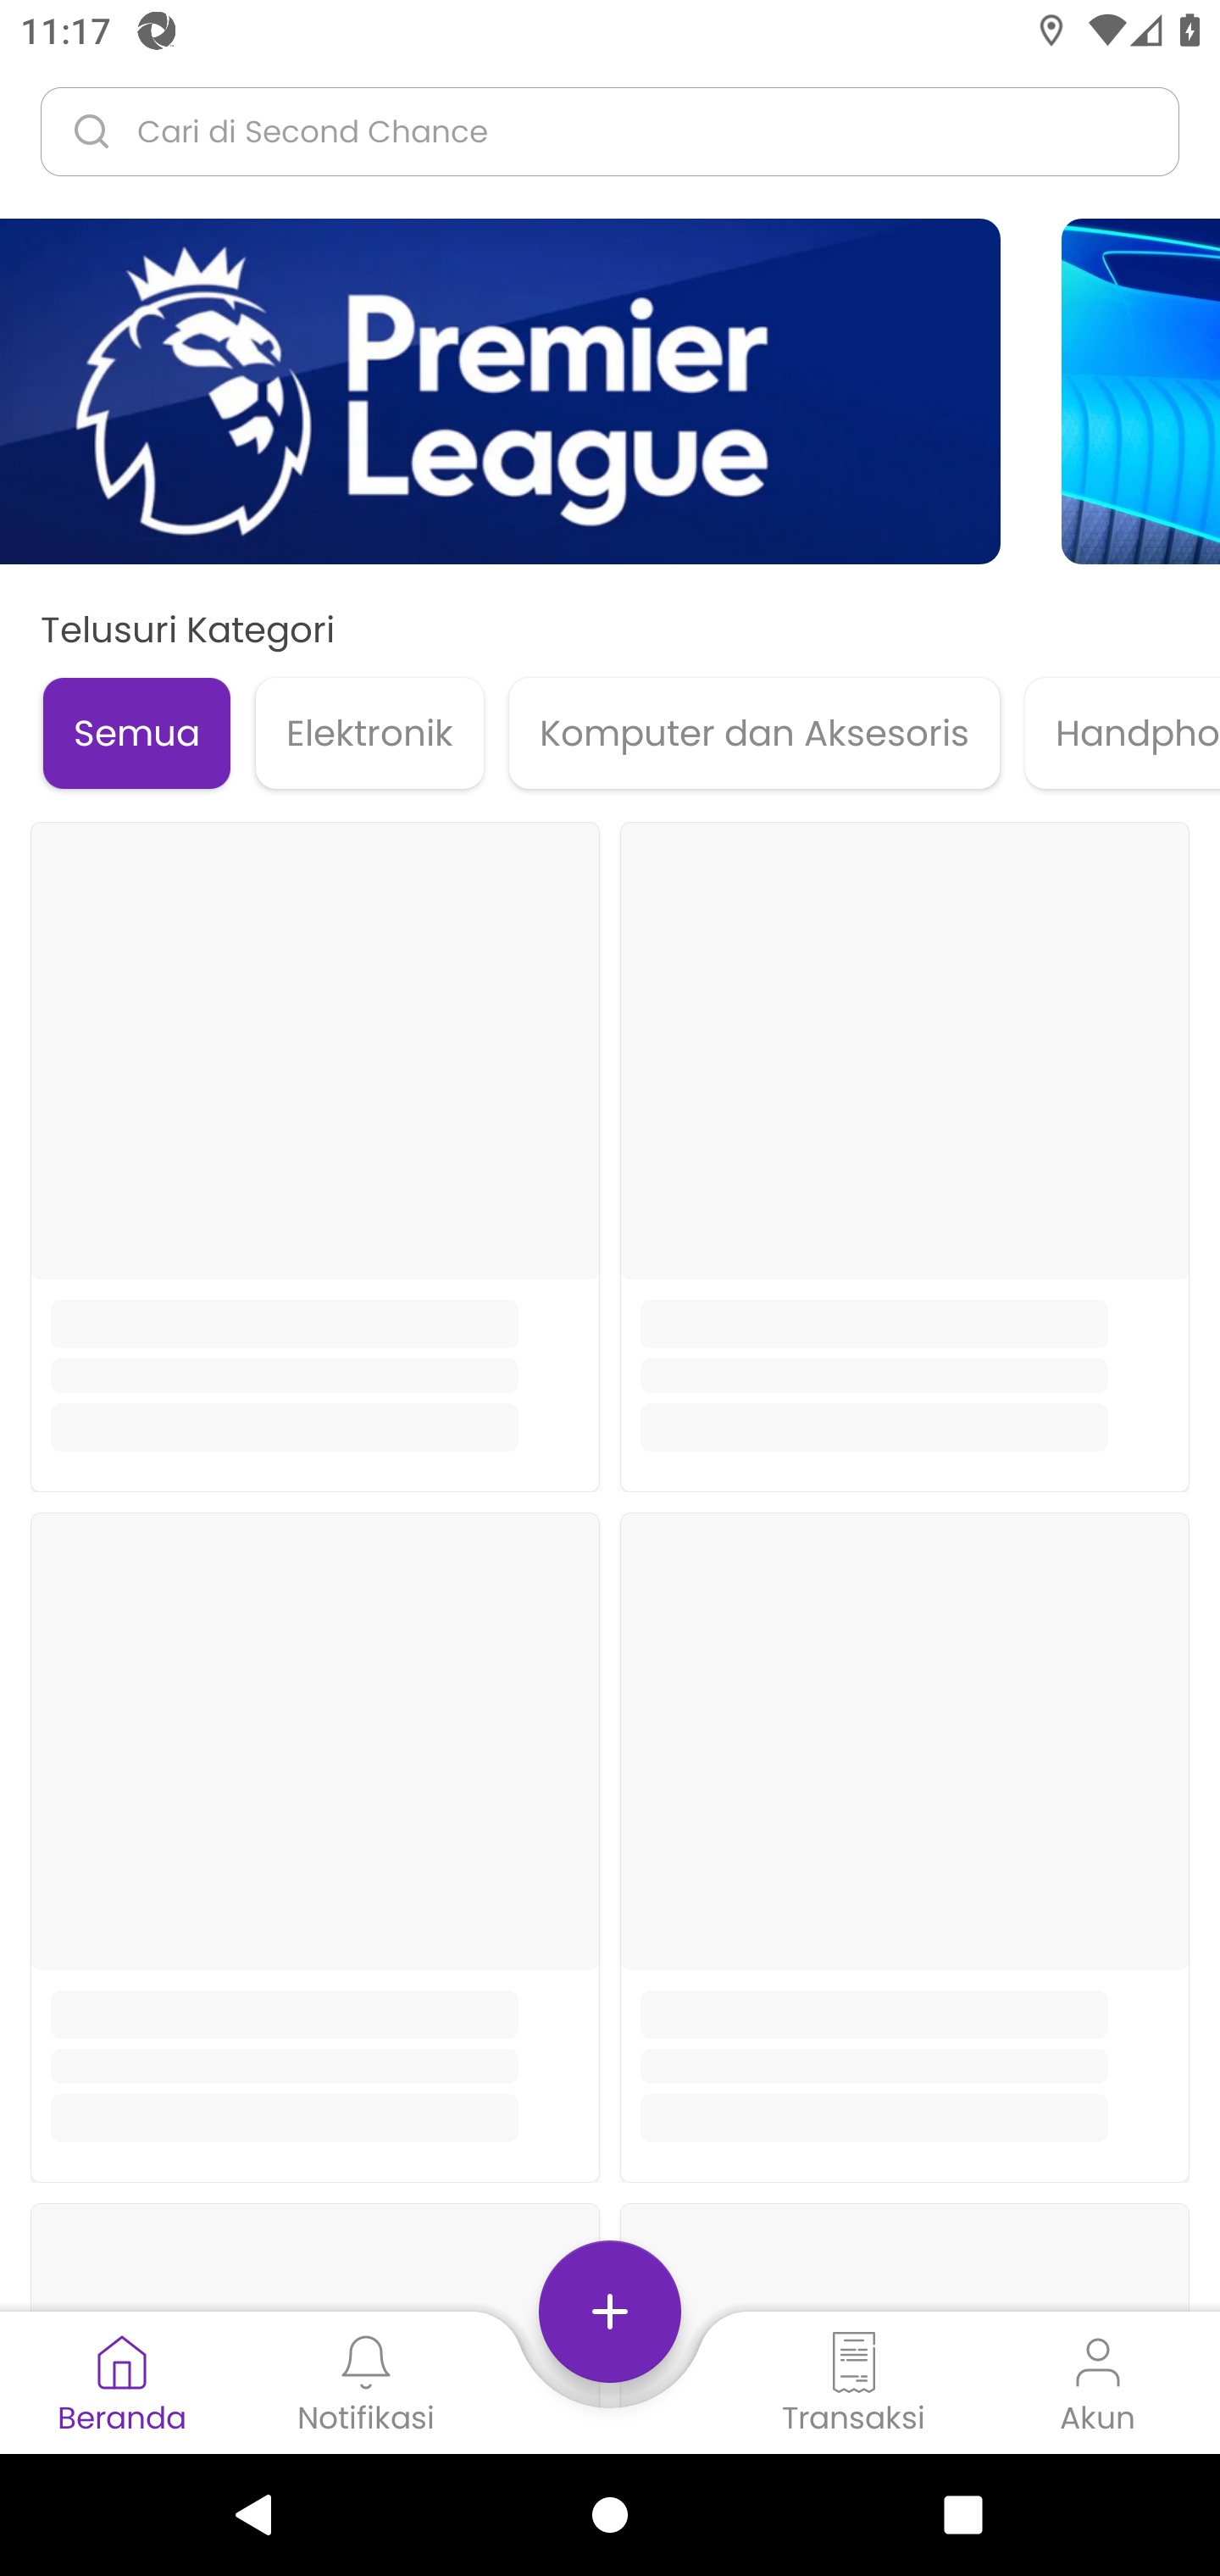 11:17
Cari di Second Chance
Premier
League
Telusuri Kategori
Semua
Elektronik
Komputer dan Aksesoris
Handpho
Beranda
Notifikasi
Transaksi
Akun